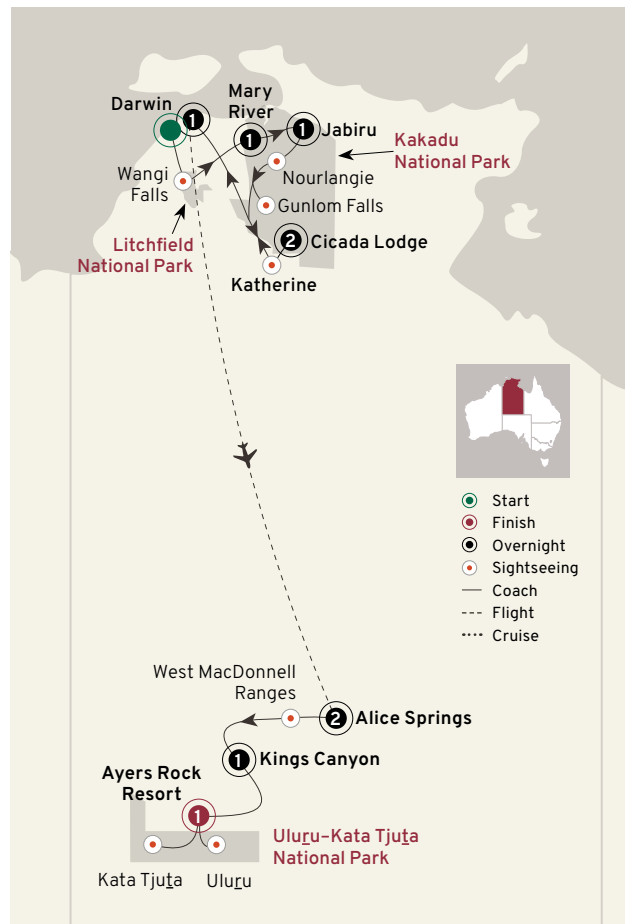 Darwin
1
Mary
River
1
1
Jabiru
Kakadu
National Park
Wangi
Falls
Nourlangie
Gunlom Falls
Litchfield
National Park
2
Cicada Lodge
Katherine
Start
Finish
Overnight
Sightseeing
Coach
Flight
Cruise
West MacDonnell
Ranges
2
Alice Springs
1
Kings Canyon
Ayers Rock
Resort
1
Uluṟu–Kata Tjuṯa
National Park
Kata Tjuṯa
Uluṟu